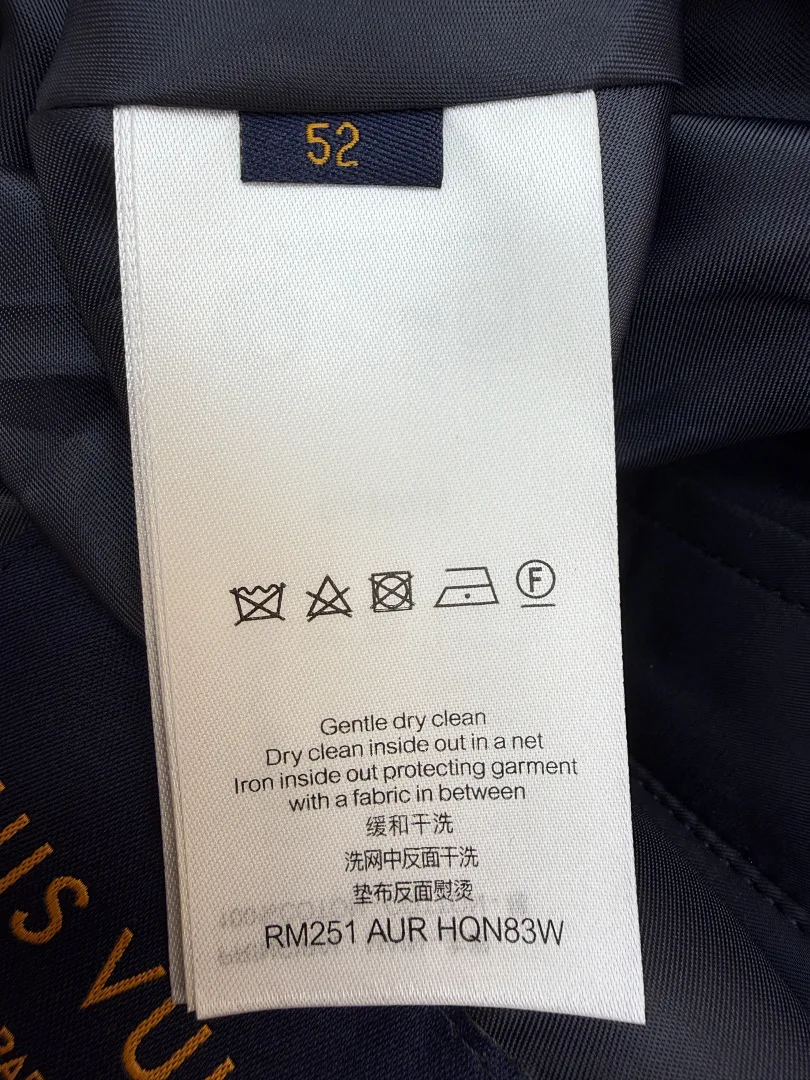 52
F
Gentle dry clean
Dry clean inside out in a net
Iron inside out protecting garment
with a fabric in between
缓和干洗
洗网中反面干洗
垫布反面熨烫
RM251 AUR HQN83W